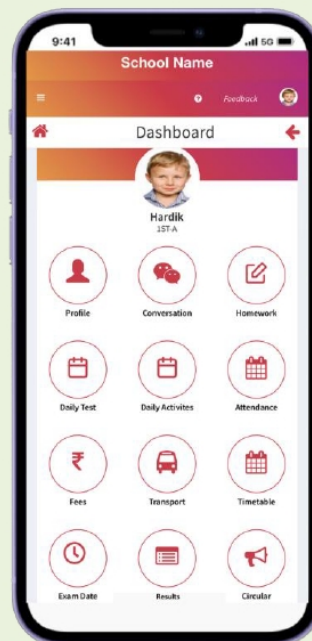 9:41 5G
School Name
Feedback
Dashboard
Hardik
1ST-A
Profile Conversation Homework
Daily Test Daily Activites Attendance
₹
Fees Transport Timetable
Exam Date Results Circular